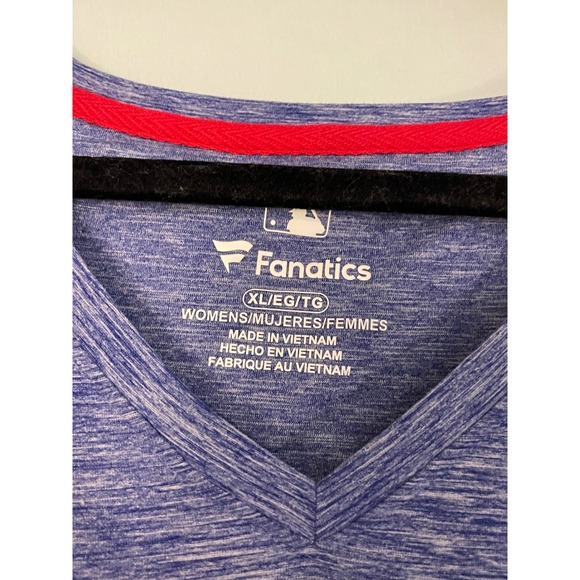 Fanatics
XL/EG/TG
WOMENS/MUJERES/FEMMES
MADE IN VIETNAM
HECHO EN VIETNAM
FABRIQUE AU VIETNAM